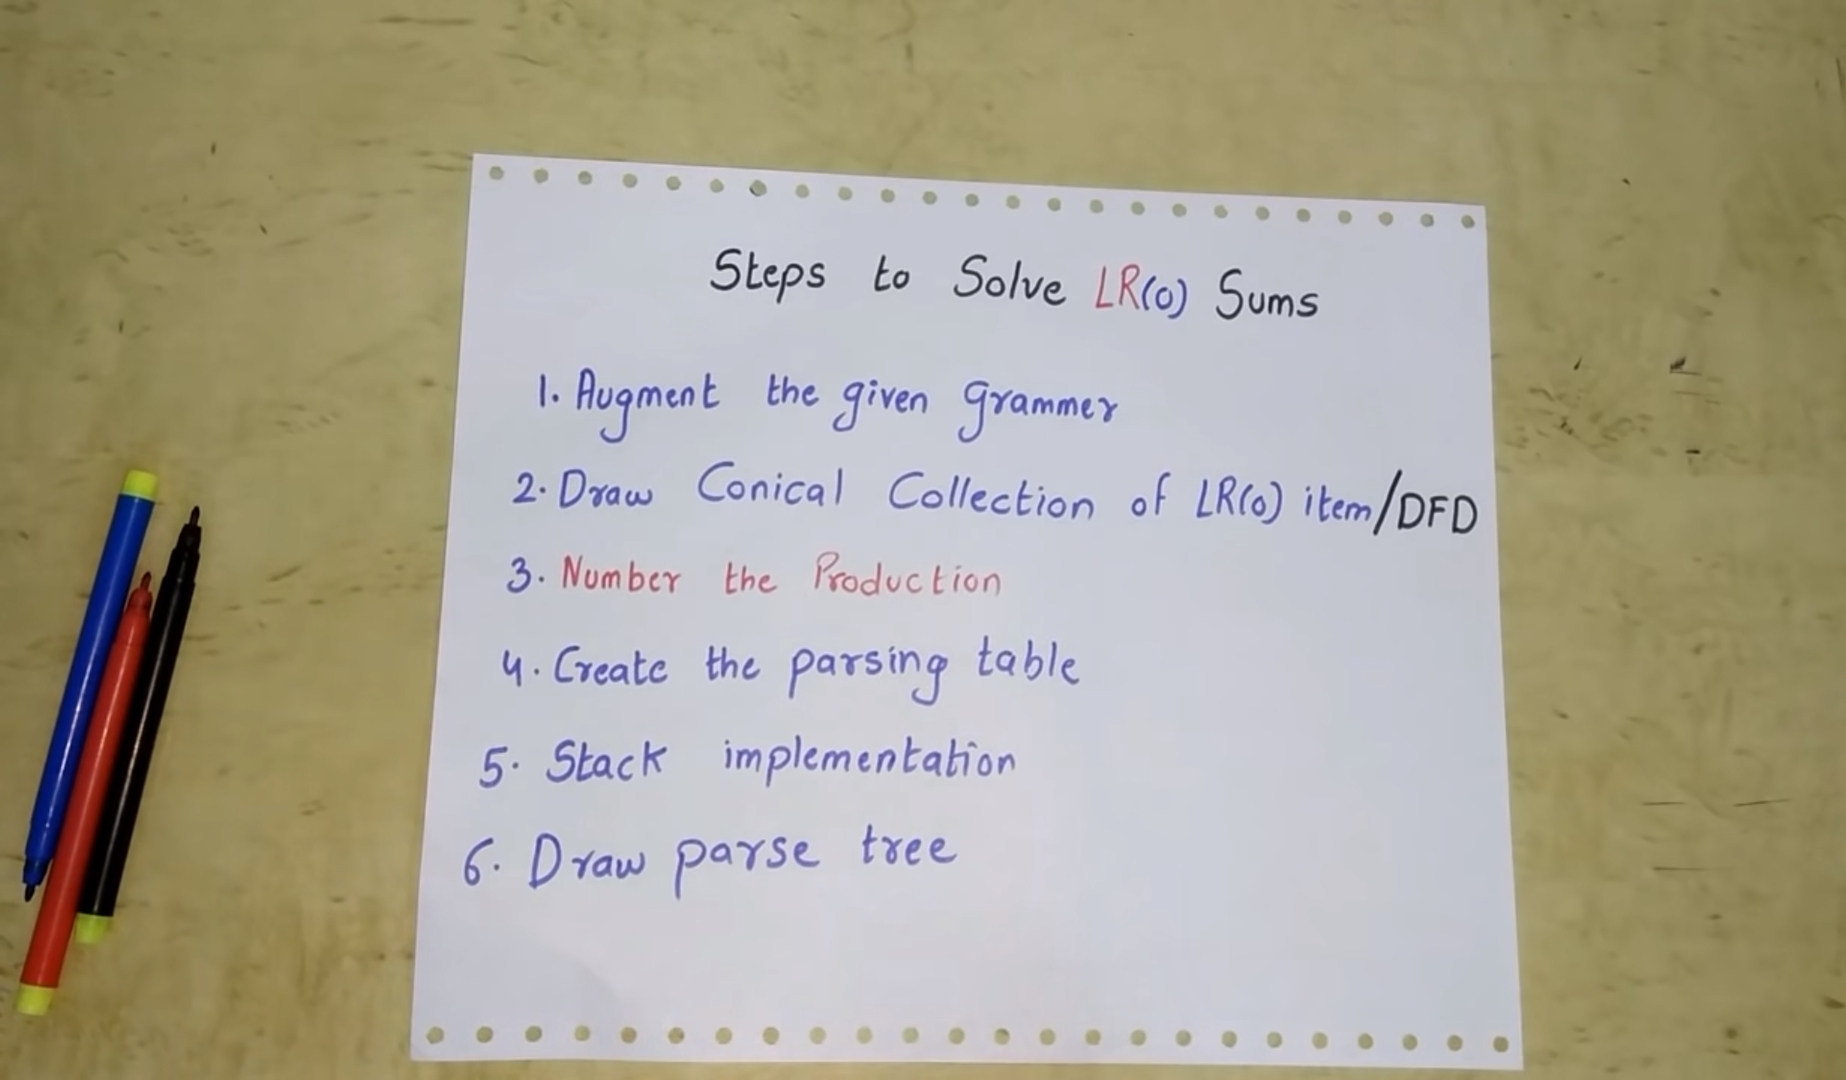 Steps to Solve LR(0) Sums
1. Augment the given grammer
2. Draw Conical Collection of LR(0) item/DFD
3. Number the Production
4. Create the parsing table
5. Stack implementation
6. Draw parse tree